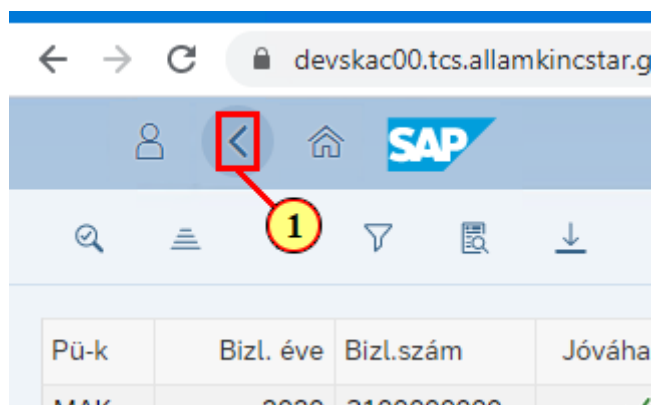 devskac00.tcs.allamkincstar.g
SAP
1
Pü-k Bizl. éve Bizl.szám Jóváha